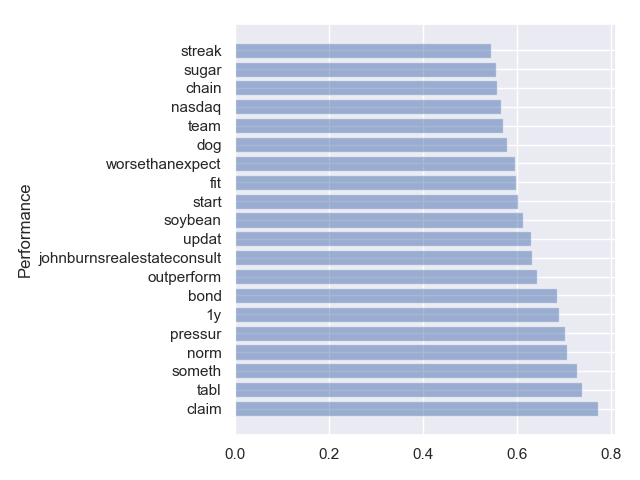 streak
sugar
chain
nasdaq
team
dog
worsethanexpect
fit
start
soybean
updat
johnburnsrealestateconsult
outperform
bond
1y
pressur
norm
someth
tabl
claim
Performance
0.0 0.2 0.4 0.6 0.8